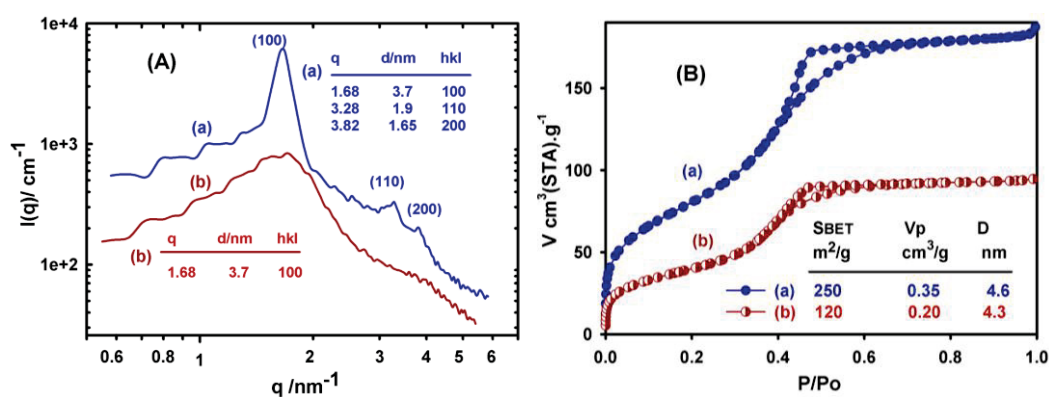 (A)
1e+4
1e+3
1e+2
I(q)/ cm⁻¹
0.6 0.8 1 2 3 4 5 6
q /nm⁻¹
(100)
(a)
q d/nm hkl
1.68 3.7 100
3.28 1.9 110
3.82 1.65 200
(a)
(b)
(110)
(200)
(b)
q d/nm hkl
1.68 3.7 100
(B)
150
100
50
0
V cm³(STA).g⁻¹
0.0 0.2 0.4 0.6 0.8 1.0
P/Po
(a)
(b)
SBET Vp D
m²/g cm³/g nm
(a) 250 0.35 4.6
(b) 120 0.20 4.3